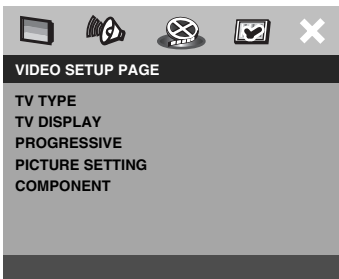 VIDEO SETUP PAGE
TV TYPE
TV DISPLAY
PROGRESSIVE
PICTURE SETTING
COMPONENT